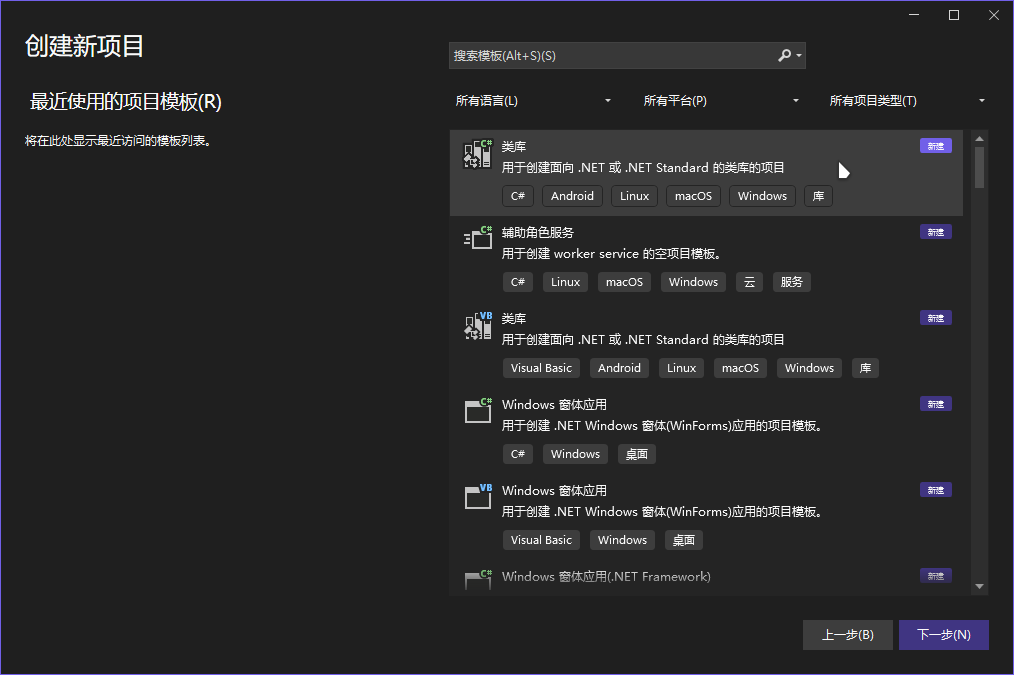 创建新项目
搜索模板(Alt+S)(S)
最近使用的项目模板(R)
将在此处显示最近访问的模板列表。
所有语言(L)
所有平台(P)
所有项目类型(T)
C#
类库
新建
用于创建面向 .NET 或 .NET Standard 的类库的项目
C# Android Linux macOS Windows 库
C#
辅助角色服务
新建
用于创建 worker service 的空项目模板。
C# Linux macOS Windows 云 服务
VB
类库
新建
用于创建面向 .NET 或 .NET Standard 的类库的项目
Visual Basic Android Linux macOS Windows 库
C#
Windows 窗体应用
新建
用于创建 .NET Windows 窗体(WinForms)应用的项目模板。
C# Windows 桌面
VB
Windows 窗体应用
新建
用于创建 .NET Windows 窗体(WinForms)应用的项目模板。
Visual Basic Windows 桌面
C#
Windows 窗体应用(.NET Framework)
新建
上一步(B)
下一步(N)